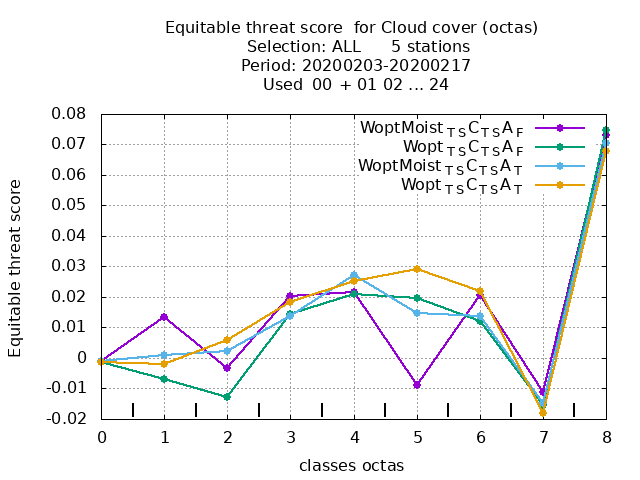 Equitable threat score  for Cloud cover (octas)
Selection: ALL      5 stations
Period: 20200203-20200217
Used  00 + 01 02 ... 24
WoptMoist TS C TS A F
Wopt TS C TS A F
WoptMoist TS C TS A T
Wopt TS C TS A T
0.08
0.07
0.06
0.05
0.04
0.03
0.02
0.01
0
-0.01
-0.02
Equitable threat score
0 1 2 3 4 5 6 7 8
classes octas